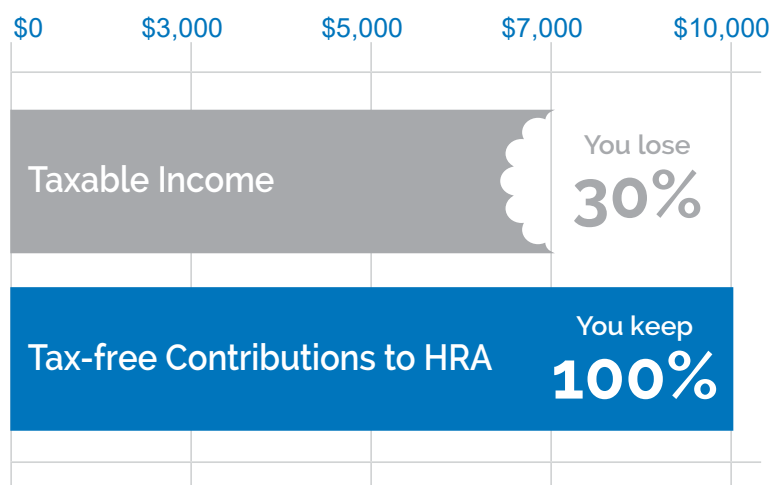 $0 $3,000 $5,000 $7,000 $10,000
Taxable Income
You lose
30%
Tax-free Contributions to HRA
You keep
100%